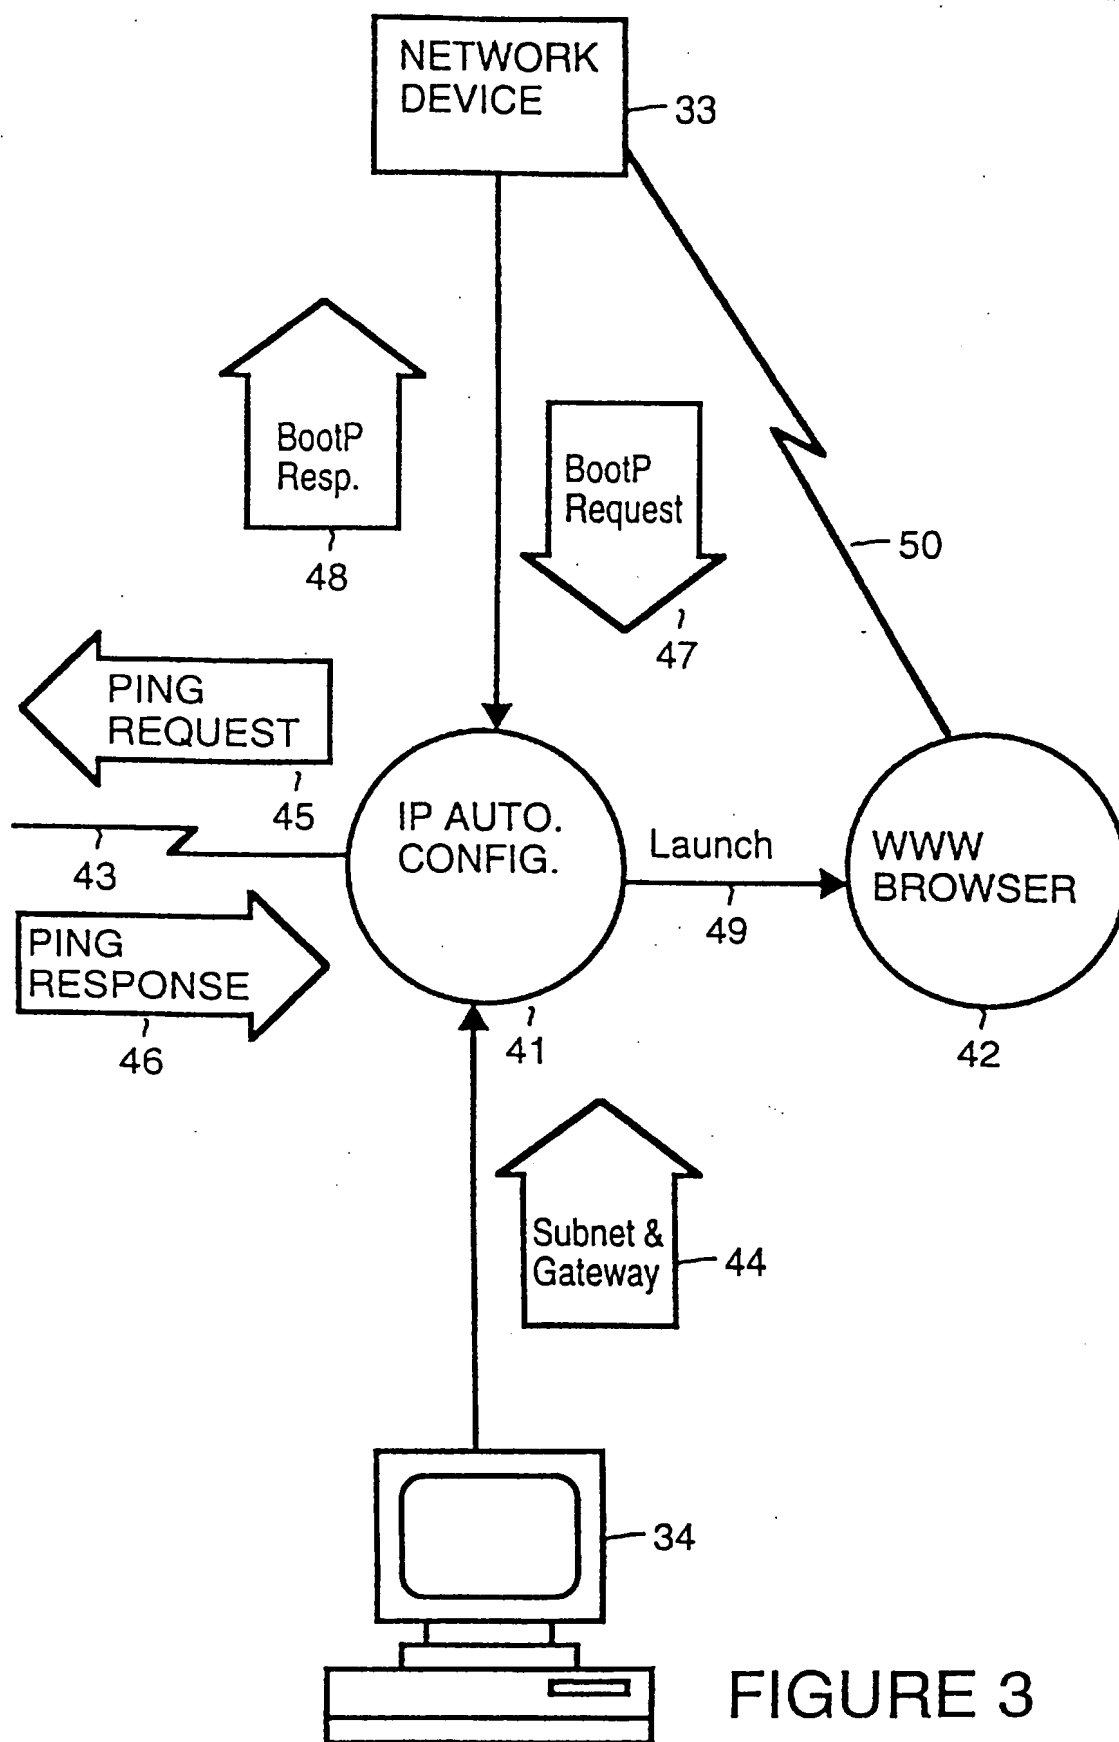 NETWORK
DEVICE
33
BootP
Resp.
48
BootP
Request
47
50
PING
REQUEST
45
43
PING
RESPONSE
46
IP AUTO.
CONFIG.
41
Launch
49
WWW
BROWSER
42
Subnet &
Gateway
44
34
FIGURE 3